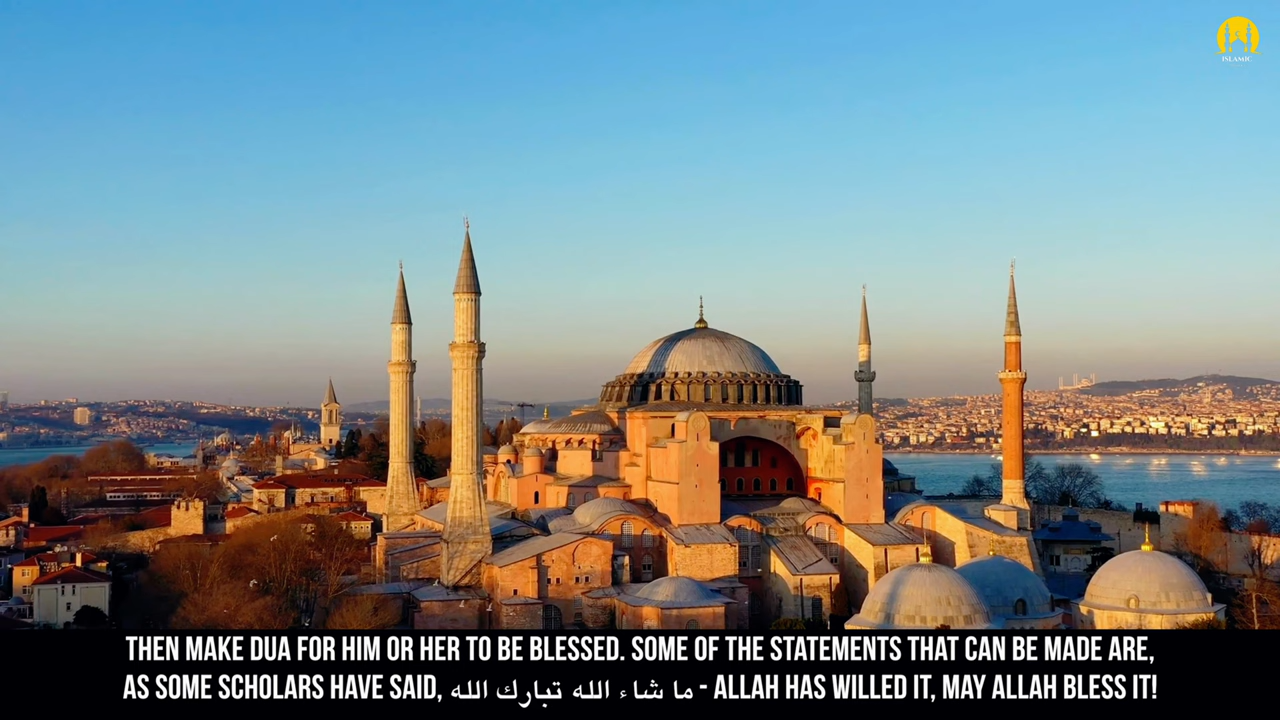 ISLAMIC
THEN MAKE DUA FOR HIM OR HER TO BE BLESSED. SOME OF THE STATEMENTS THAT CAN BE MADE ARE,
AS SOME SCHOLARS HAVE SAID, ما شاء الله تبارك الله - ALLAH HAS WILLED IT, MAY ALLAH BLESS IT!